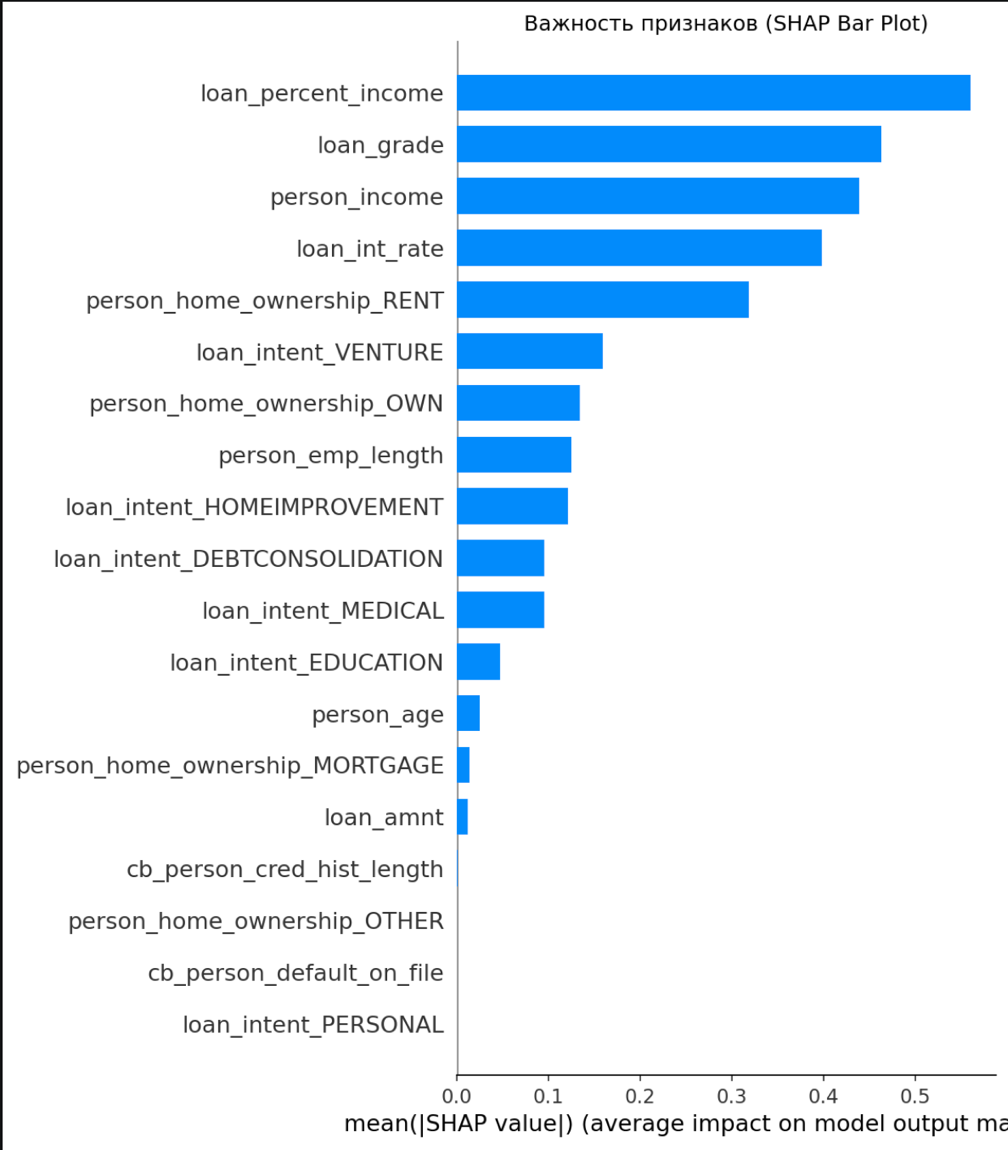 Важность признаков (SHAP Bar Plot)
loan_percent_income
loan_grade
person_income
loan_int_rate
person_home_ownership_RENT
loan_intent_VENTURE
person_home_ownership_OWN
person_emp_length
loan_intent_HOMEIMPROVEMENT
loan_intent_DEBTCONSOLIDATION
loan_intent_MEDICAL
loan_intent_EDUCATION
person_age
person_home_ownership_MORTGAGE
loan_amnt
cb_person_cred_hist_length
person_home_ownership_OTHER
cb_person_default_on_file
loan_intent_PERSONAL
0.0 0.1 0.2 0.3 0.4 0.5
mean(|SHAP value|) (average impact on model output ma